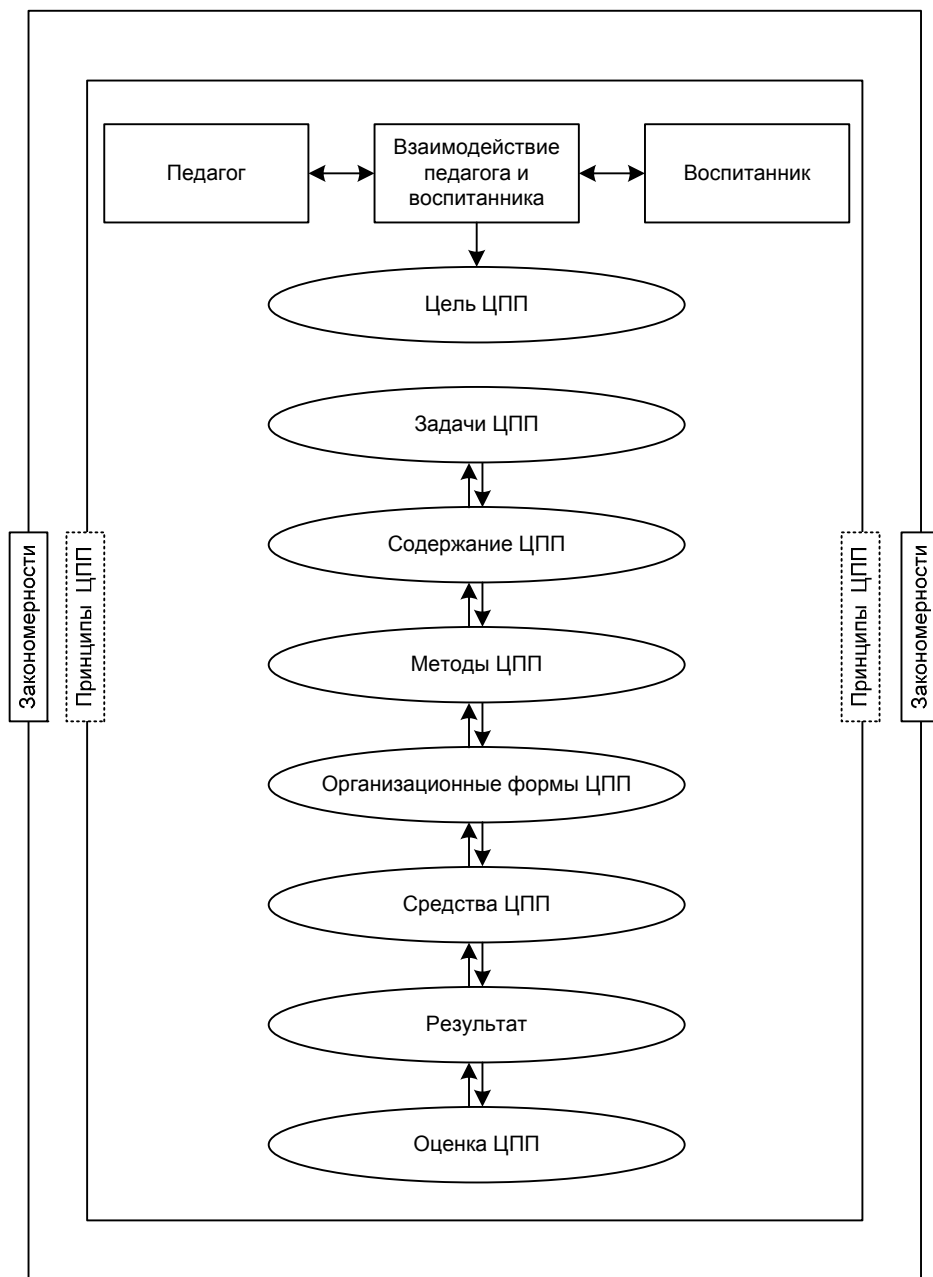 Педагог
Взаимодействие
педагога и
воспитанника
Воспитанник
Цель ЦПП
Задачи ЦПП
Содержание ЦПП
Методы ЦПП
Организационные формы ЦПП
Средства ЦПП
Результат
Оценка ЦПП
Закономерности
Принципы ЦПП
Принципы ЦПП
Закономерности